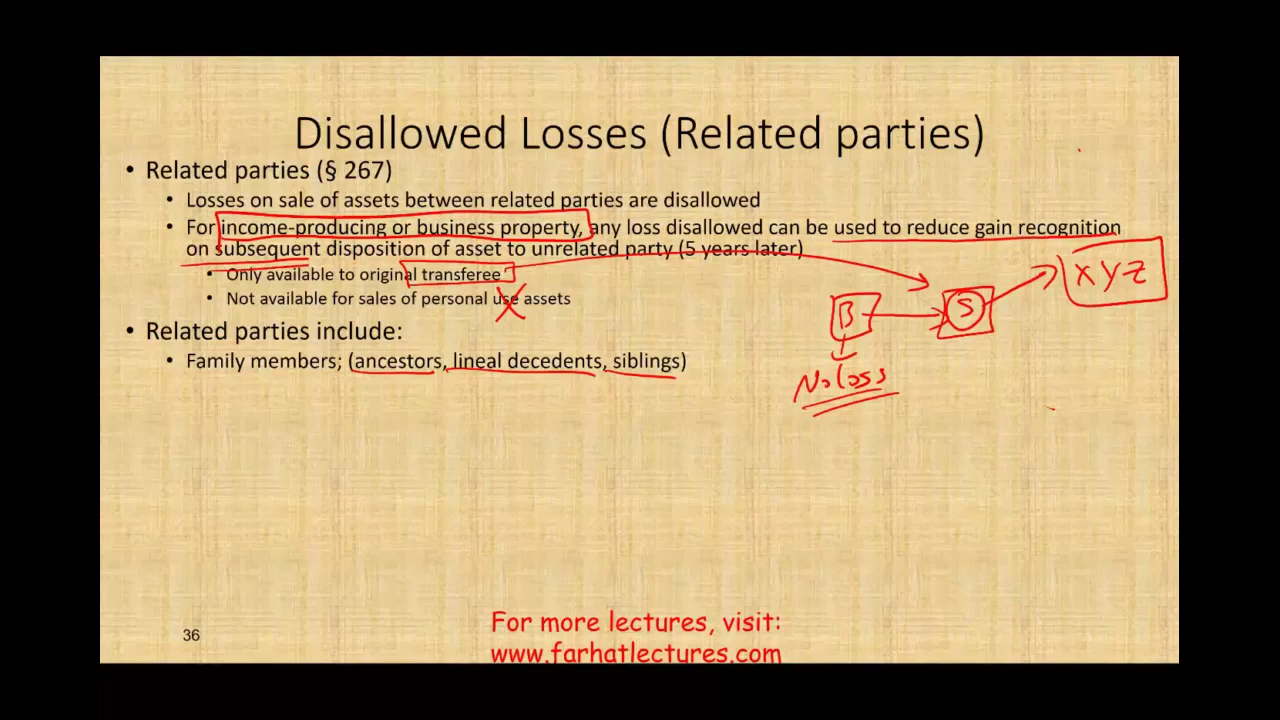 Disallowed Losses (Related parties)
• Related parties (§ 267)
• Losses on sale of assets between related parties are disallowed
• For income-producing or business property, any loss disallowed can be used to reduce gain recognition
on subsequent disposition of asset to unrelated party (5 years later)
• Only available to original transferee
• Not available for sales of personal use assets
B
S
XYZ
No loss
• Related parties include:
• Family members; (ancestors, lineal decedents, siblings)
36
For more lectures, visit:
www.farhatlectures.com